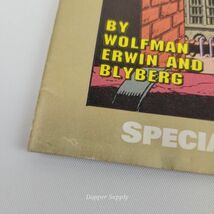 BY
WOLFMAN,
ERWIN AND
BLYBERG
SPECIA
Dapper Supply